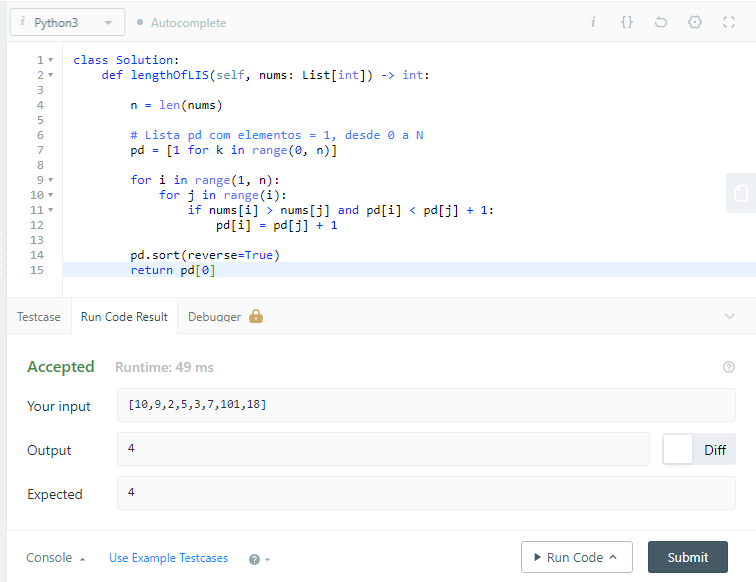 i Python3 Autocomplete i {}
1 class Solution:
2     def lengthOfLIS(self, nums: List[int]) -> int:
3
4         n = len(nums)
5
6         # Lista pd com elementos = 1, desde 0 a N
7         pd = [1 for k in range(0, n)]
8
9         for i in range(1, n):
10             for j in range(i):
11                 if nums[i] > nums[j] and pd[i] < pd[j] + 1:
12                     pd[i] = pd[j] + 1
13
14         pd.sort(reverse=True)
15         return pd[0]
Testcase Run Code Result Debugger
Accepted Runtime: 49 ms ?
Your input [10,9,2,5,3,7,101,18]
Output 4 Diff
Expected 4
Console Use Example Testcases ? Run Code Submit